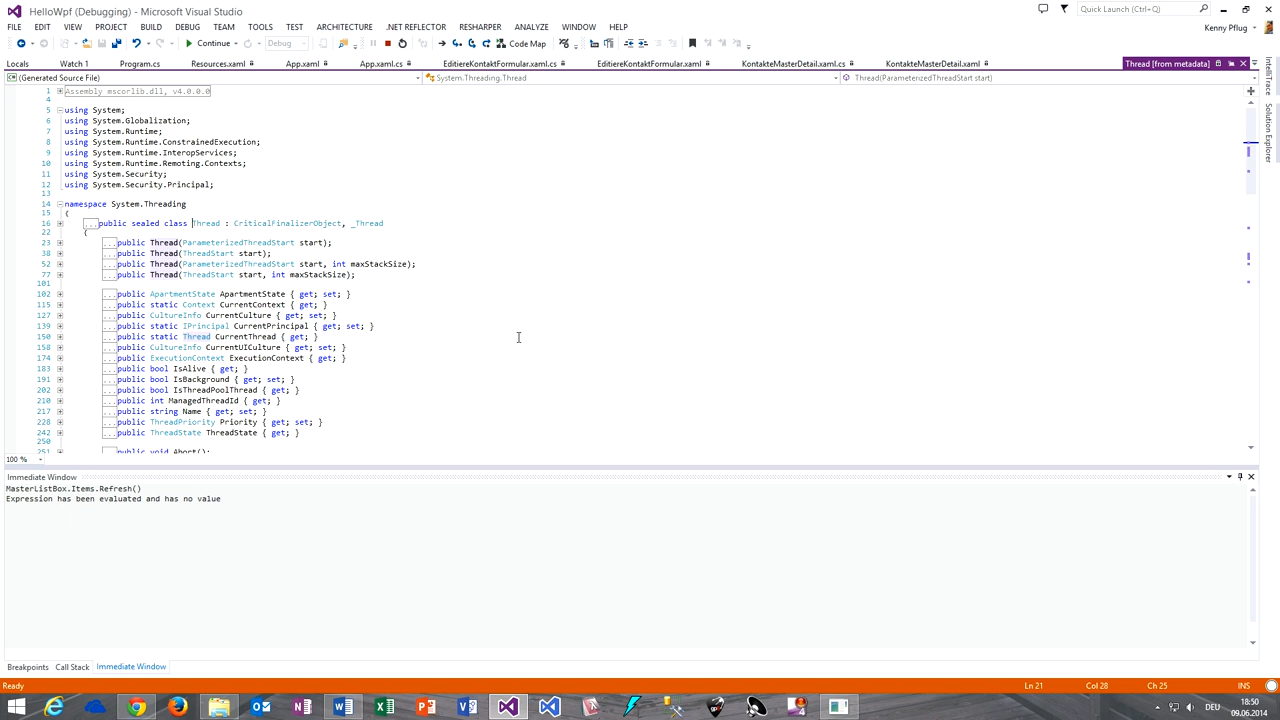 HelloWpf (Debugging) - Microsoft Visual Studio
Quick Launch (Ctrl+Q)
FILE EDIT VIEW PROJECT BUILD DEBUG TEAM TOOLS TEST .NET REFLECTOR RESHARPER ANALYZE WINDOW HELP
Kenny Pflug
Continue Debug Code Map
Locals Watch 1 Program.cs Resources.xaml App.xaml App.xaml.cs EditiereKontaktFormular.xaml.cs EditiereKontaktFormular.xaml KontakteMasterDetail.xaml.cs KontakteMasterDetail.xaml Thread [from metadata]
(Generated Source File) System.Threading.Thread Thread(ParameterizedThreadStart start)
IntelliTrace
Solution Explorer
1 Assembly mscorlib.dll, v4.0.0.0
4
5 using System;
6 using System.Globalization;
7 using System.Runtime;
8 using System.Runtime.ConstrainedExecution;
9 using System.Runtime.InteropServices;
10 using System.Runtime.Remoting.Contexts;
11 using System.Security;
12 using System.Security.Principal;
13
14 namespace System.Threading
15 {
16 ...public sealed class Thread : CriticalFinalizerObject, _Thread
22 {
23 ...public Thread(ParameterizedThreadStart start);
38 ...public Thread(ThreadStart start);
52 ...public Thread(ParameterizedThreadStart start, int maxStackSize);
77 ...public Thread(ThreadStart start, int maxStackSize);
101
102 ...public ApartmentState ApartmentState { get; set; }
115 ...public static Context CurrentContext { get; }
127 ...public CultureInfo CurrentCulture { get; set; }
139 ...public static IPrincipal CurrentPrincipal { get; set; }
150 ...public static Thread CurrentThread { get; }
158 ...public CultureInfo CurrentUICulture { get; set; }
174 ...public ExecutionContext ExecutionContext { get; }
183 ...public bool IsAlive { get; }
191 ...public bool IsBackground { get; set; }
202 ...public bool IsThreadPoolThread { get; }
210 ...public int ManagedThreadId { get; }
217 ...public string Name { get; set; }
228 ...public ThreadPriority Priority { get; set; }
242 ...public ThreadState ThreadState { get; }
250
251 ...public void Abort();
100 %
Immediate Window
MasterListBox.Items.Refresh()
Expression has been evaluated and has no value
Breakpoints Call Stack Immediate Window
Ready Ln 21 Col 28 Ch 25 INS
DEU
18:50
09.06.2014